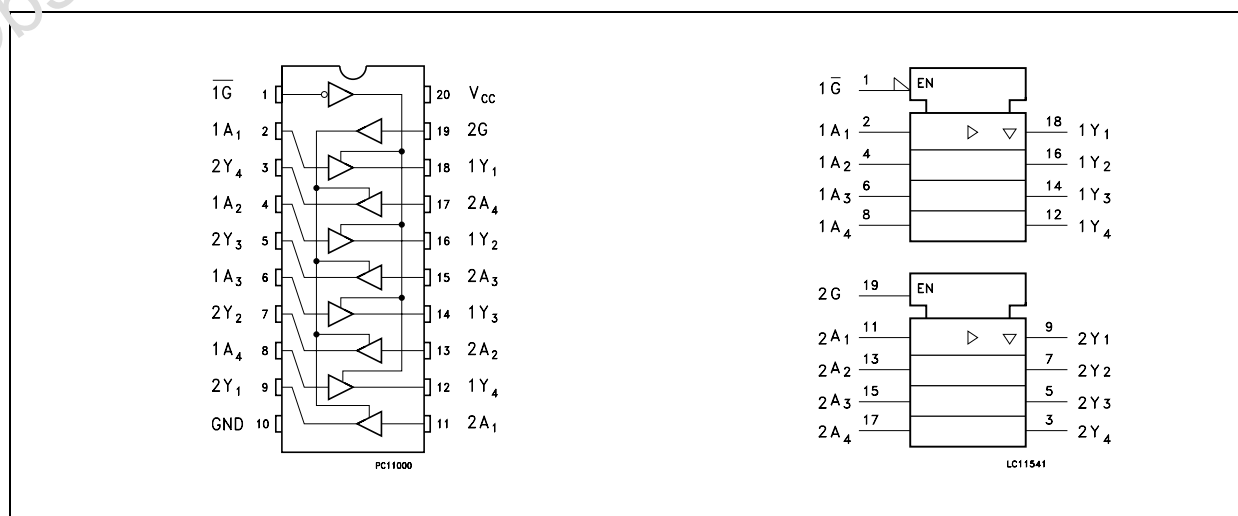 1G̅ 1 20 V_CC
1A₁ 2 19 2G
2Y₄ 3 18 1Y₁
1A₂ 4 17 2A₄
2Y₃ 5 16 1Y₂
1A₃ 6 15 2A₃
2Y₂ 7 14 1Y₃
1A₄ 8 13 2A₂
2Y₁ 9 12 1Y₄
GND 10 11 2A₁
PC11000
1G̅ 1 EN
1A₁ 2 18 1Y₁
1A₂ 4 16 1Y₂
1A₃ 6 14 1Y₃
1A₄ 8 12 1Y₄
2G 19 EN
2A₁ 11 9 2Y₁
2A₂ 13 7 2Y₂
2A₃ 15 5 2Y₃
2A₄ 17 3 2Y₄
LC11541